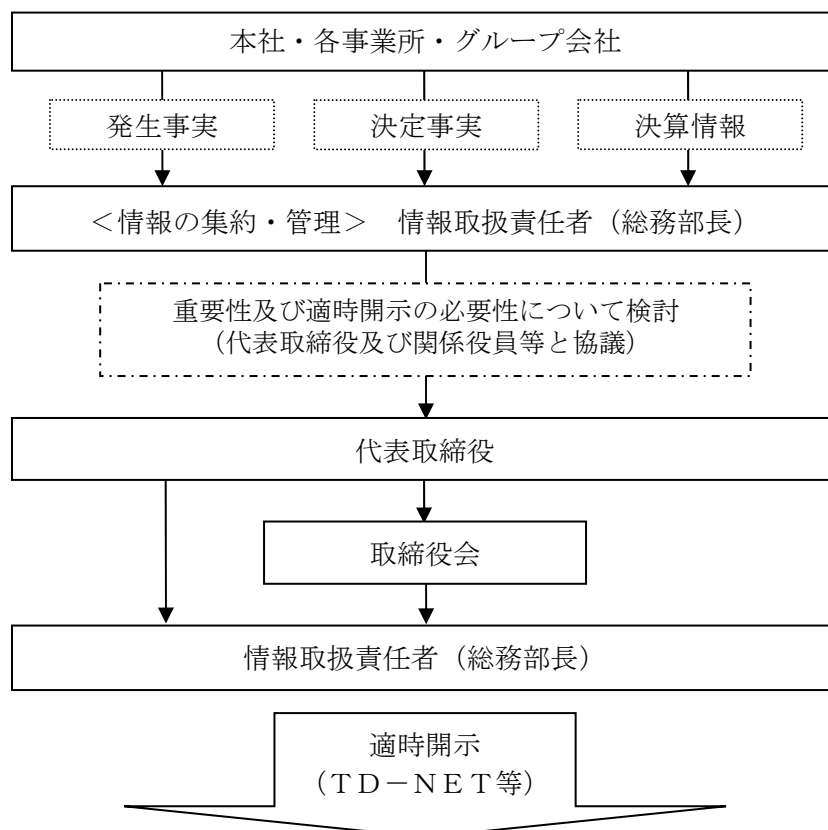 本社・各事業所・グループ会社
発生事実
決定事実
決算情報
＜情報の集約・管理＞　情報取扱責任者（総務部長）
重要性及び適時開示の必要性について検討
（代表取締役及び関係役員等と協議）
代表取締役
取締役会
情報取扱責任者（総務部長）
適時開示
（ＴＤ－ＮＥＴ等）